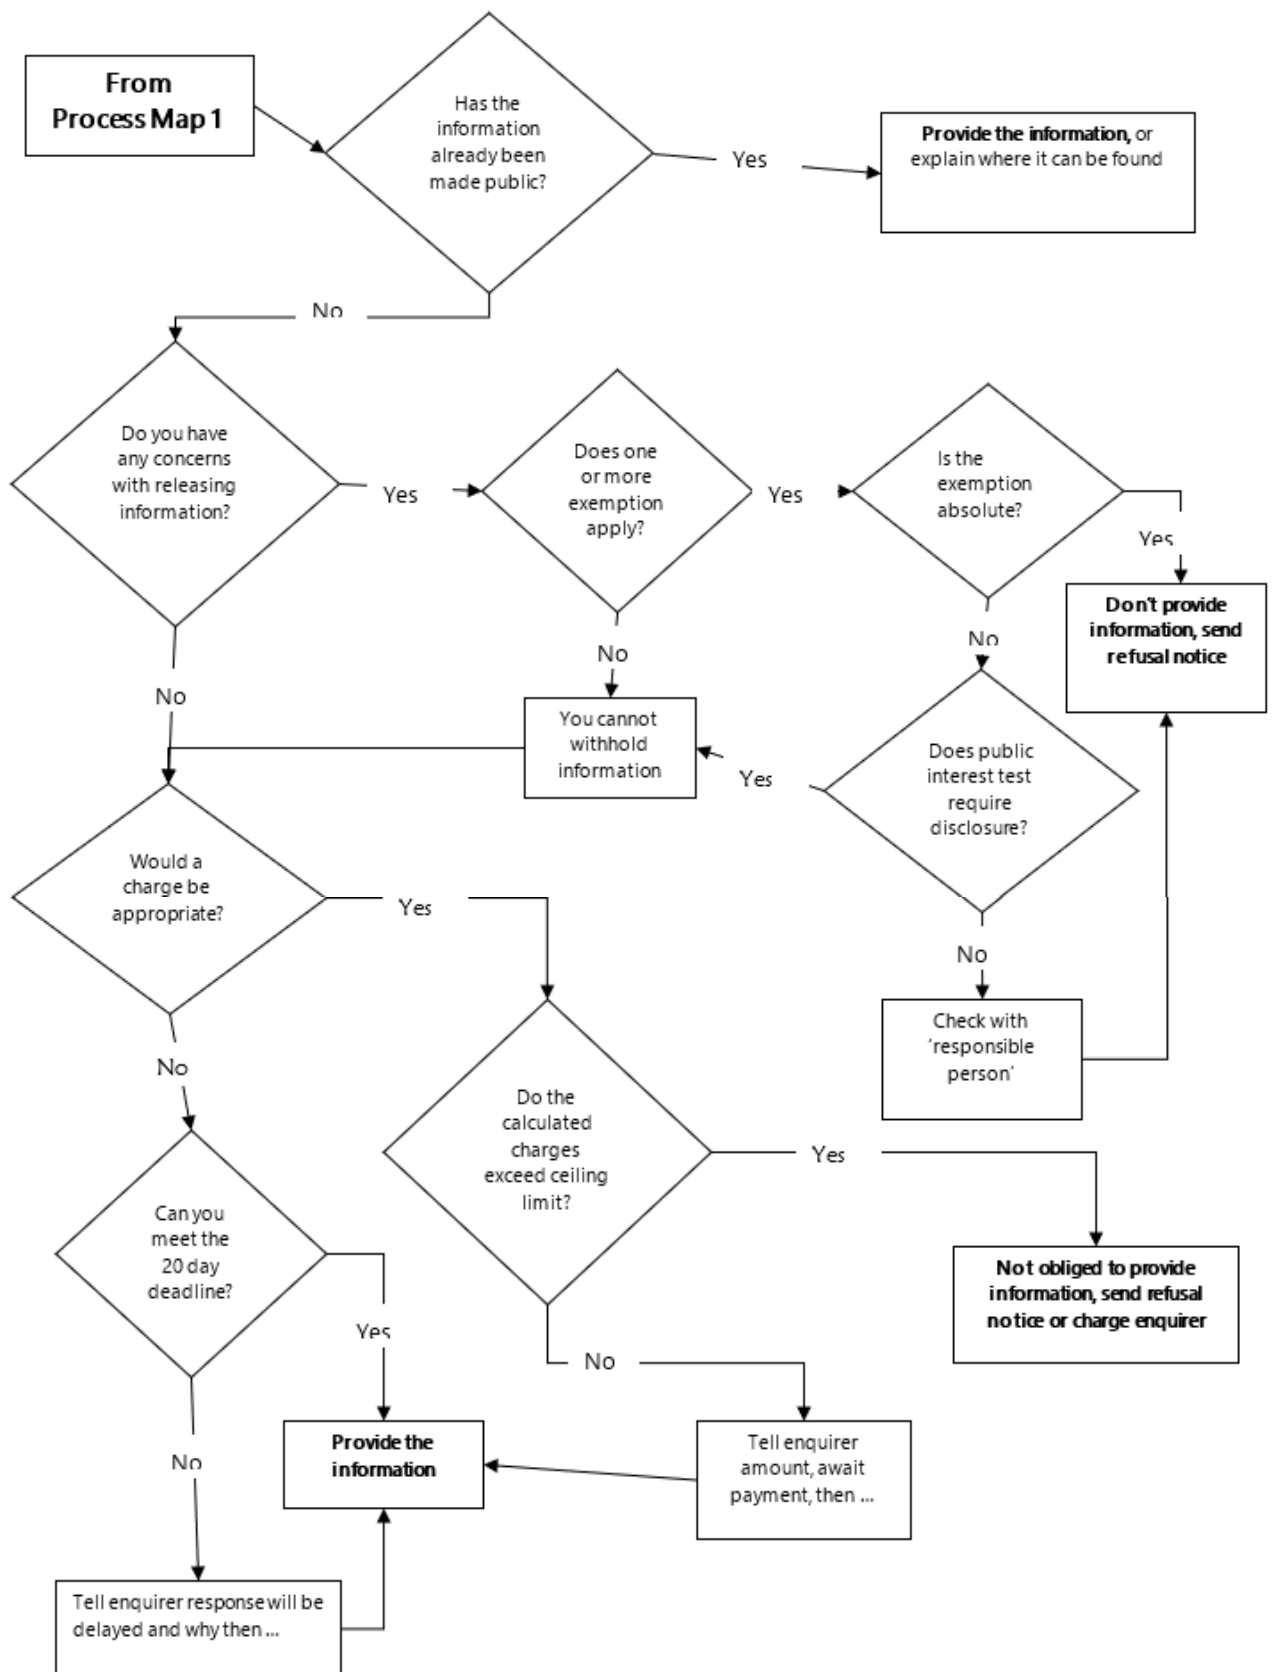 From
Process Map 1
Has the
information
already been
made public?
Yes
Provide the information, or
explain where it can be found
No
Do you have
any concerns
with releasing
information?
Yes
Does one
or more
exemption
apply?
Yes
Is the
exemption
absolute?
Yes
Don't provide
information, send
refusal notice
No
No
No
You cannot
withhold
information
Yes
Does public
interest test
require
disclosure?
Would a
charge be
appropriate?
Yes
No
Check with
‘responsible
person’
No
Do the
calculated
charges
exceed ceiling
limit?
Yes
Can you
meet the
20 day
deadline?
Not obliged to provide
information, send refusal
notice or charge enquirer
Yes
No
No
Provide the
information
Tell enquirer
amount, await
payment, then ...
Tell enquirer response will be
delayed and why then ...